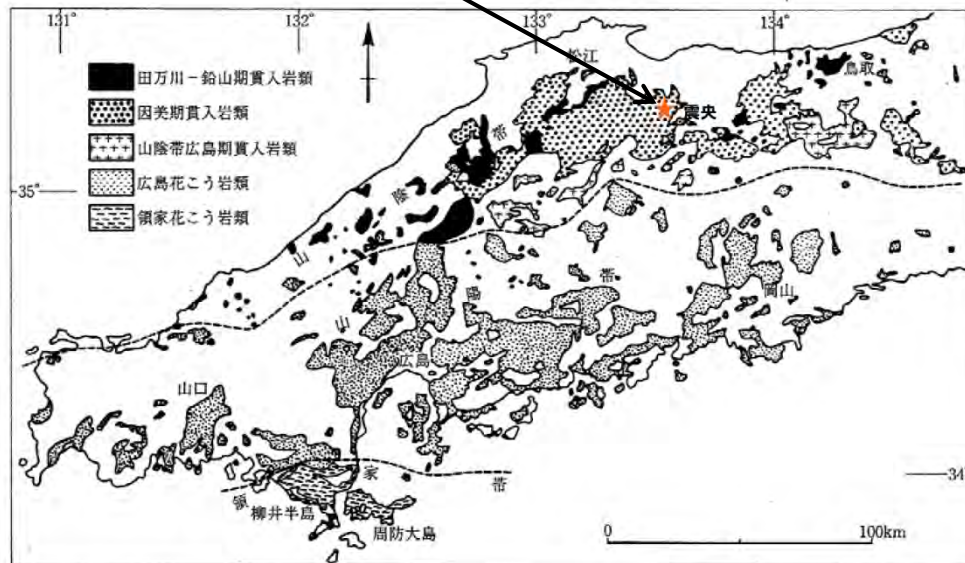 131°
132°
133°
134°
松江
鳥取
震央
田万川－鉛山期貫入岩類
因美期貫入岩類
山陰帯広島期貫入岩類
広島花こう岩類
領家花こう岩類
35°
山 陰 帯
岡山
山 陽 帯
広島
山口
34
領 家 帯
柳井半島
周防大島
0 100km